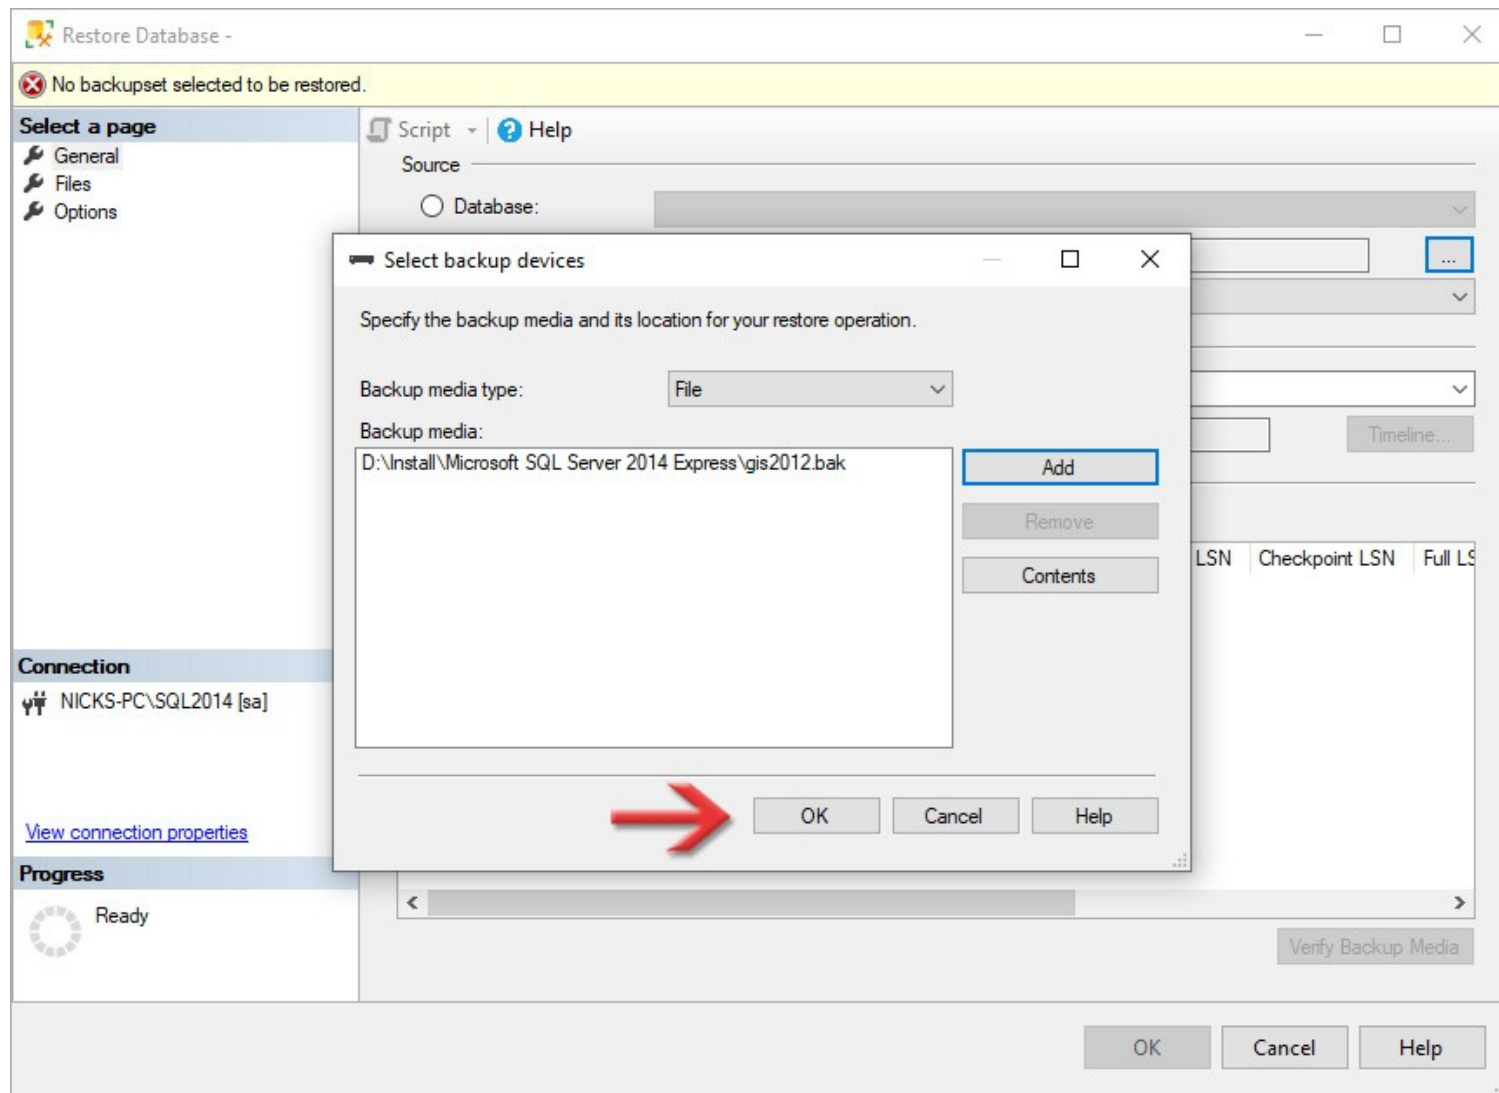 Restore Database -
No backupset selected to be restored.
Select a page
General
Files
Options
Script
Help
Source
Database:
...
Select backup devices
Specify the backup media and its location for your restore operation.
Backup media type:
File
Backup media:
D:\Install\Microsoft SQL Server 2014 Express\gis2012.bak
Add
Remove
Contents
OK
Cancel
Help
Timeline...
LSN
Checkpoint LSN
Full LS
Connection
NICKS-PC\SQL2014 [sa]
View connection properties
Progress
Ready
Verify Backup Media
OK
Cancel
Help